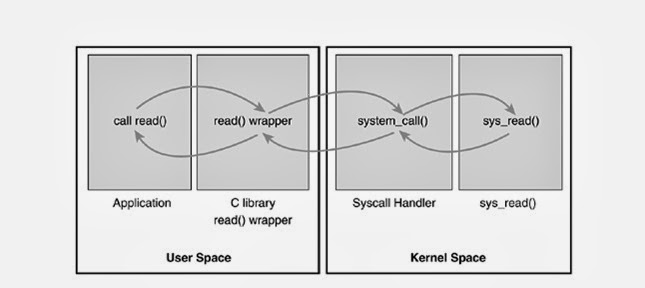 call read()
read() wrapper
system_call()
sys_read()
Application
C library
read() wrapper
Syscall Handler
sys_read()
User Space
Kernel Space